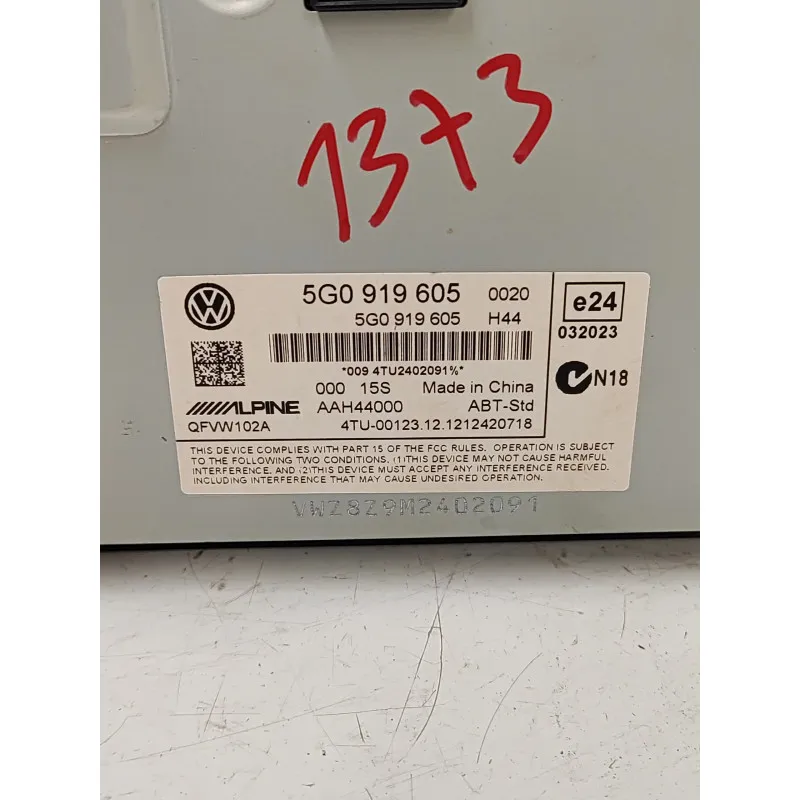 1373
5G0 919 605 0020
5G0 919 605 H44
e24
032023
*009 4TU2402091%*
000 15S Made in China
N18
ALPINE AAH44000 ABT-Std
QFVW102A 4TU-00123.12.1212420718
THIS DEVICE COMPLIES WITH PART 15 OF THE FCC RULES. OPERATION IS SUBJECT
TO THE FOLLOWING TWO CONDITIONS. (1)THIS DEVICE MAY NOT CAUSE HARMFUL
INTERFERENCE. AND (2)THIS DEVICE MUST ACCEPT ANY INTERFERENCE RECEIVED.
INCLUDING INTERFERENCE THAT MAY CAUSE UNDESIRED OPERATION.
VWZ8Z9M2402091